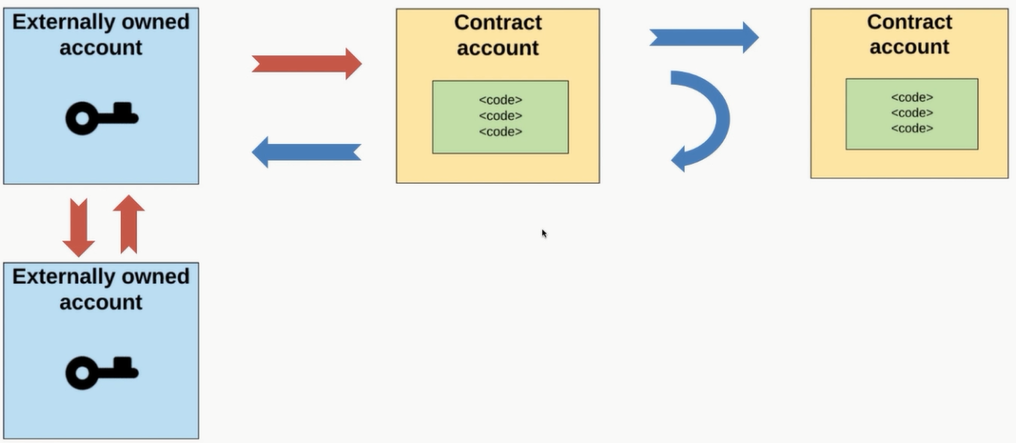 Externally owned
account
Contract
account
<code>
<code>
<code>
Contract
account
<code>
<code>
<code>
Externally owned
account